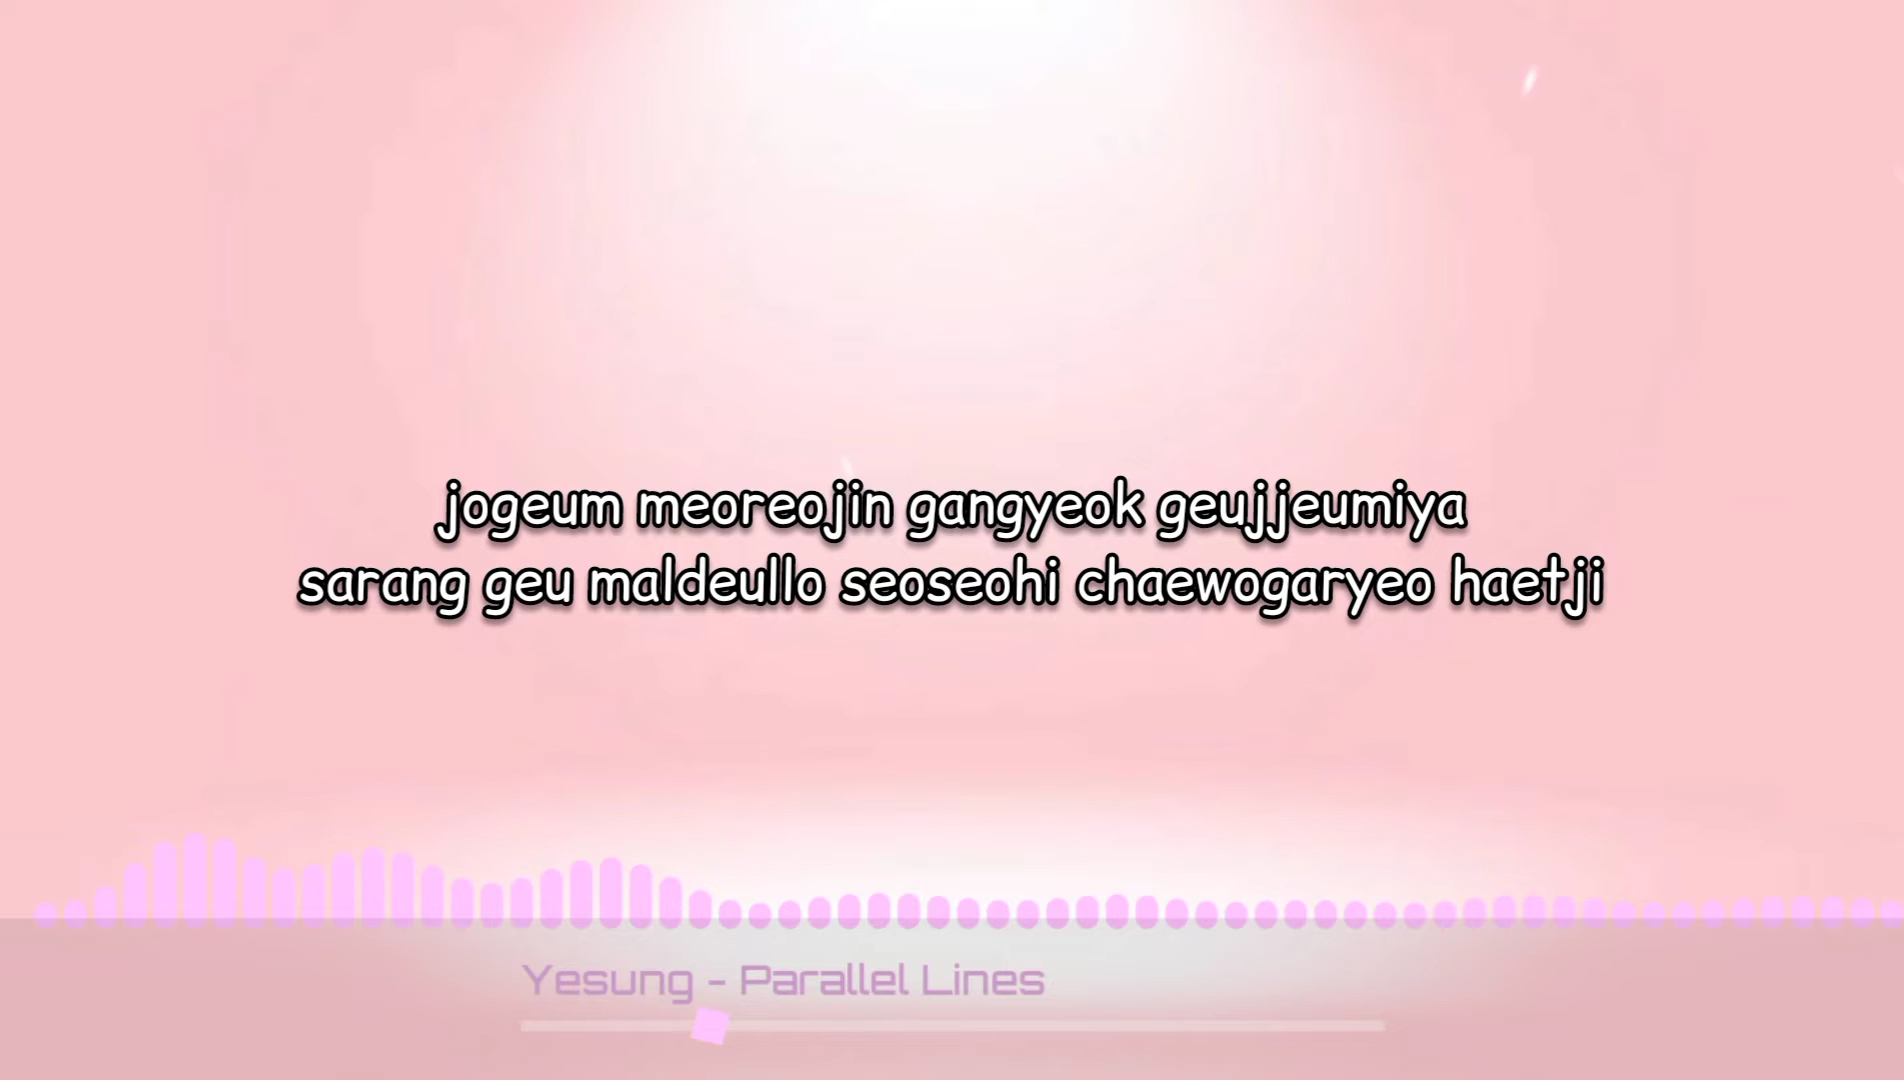 jogeum meoreojin gangyeok geujjeumiya
sarang geu maldeullo seoseohi chaewogaryeo haetji
Yesung - Parallel Lines